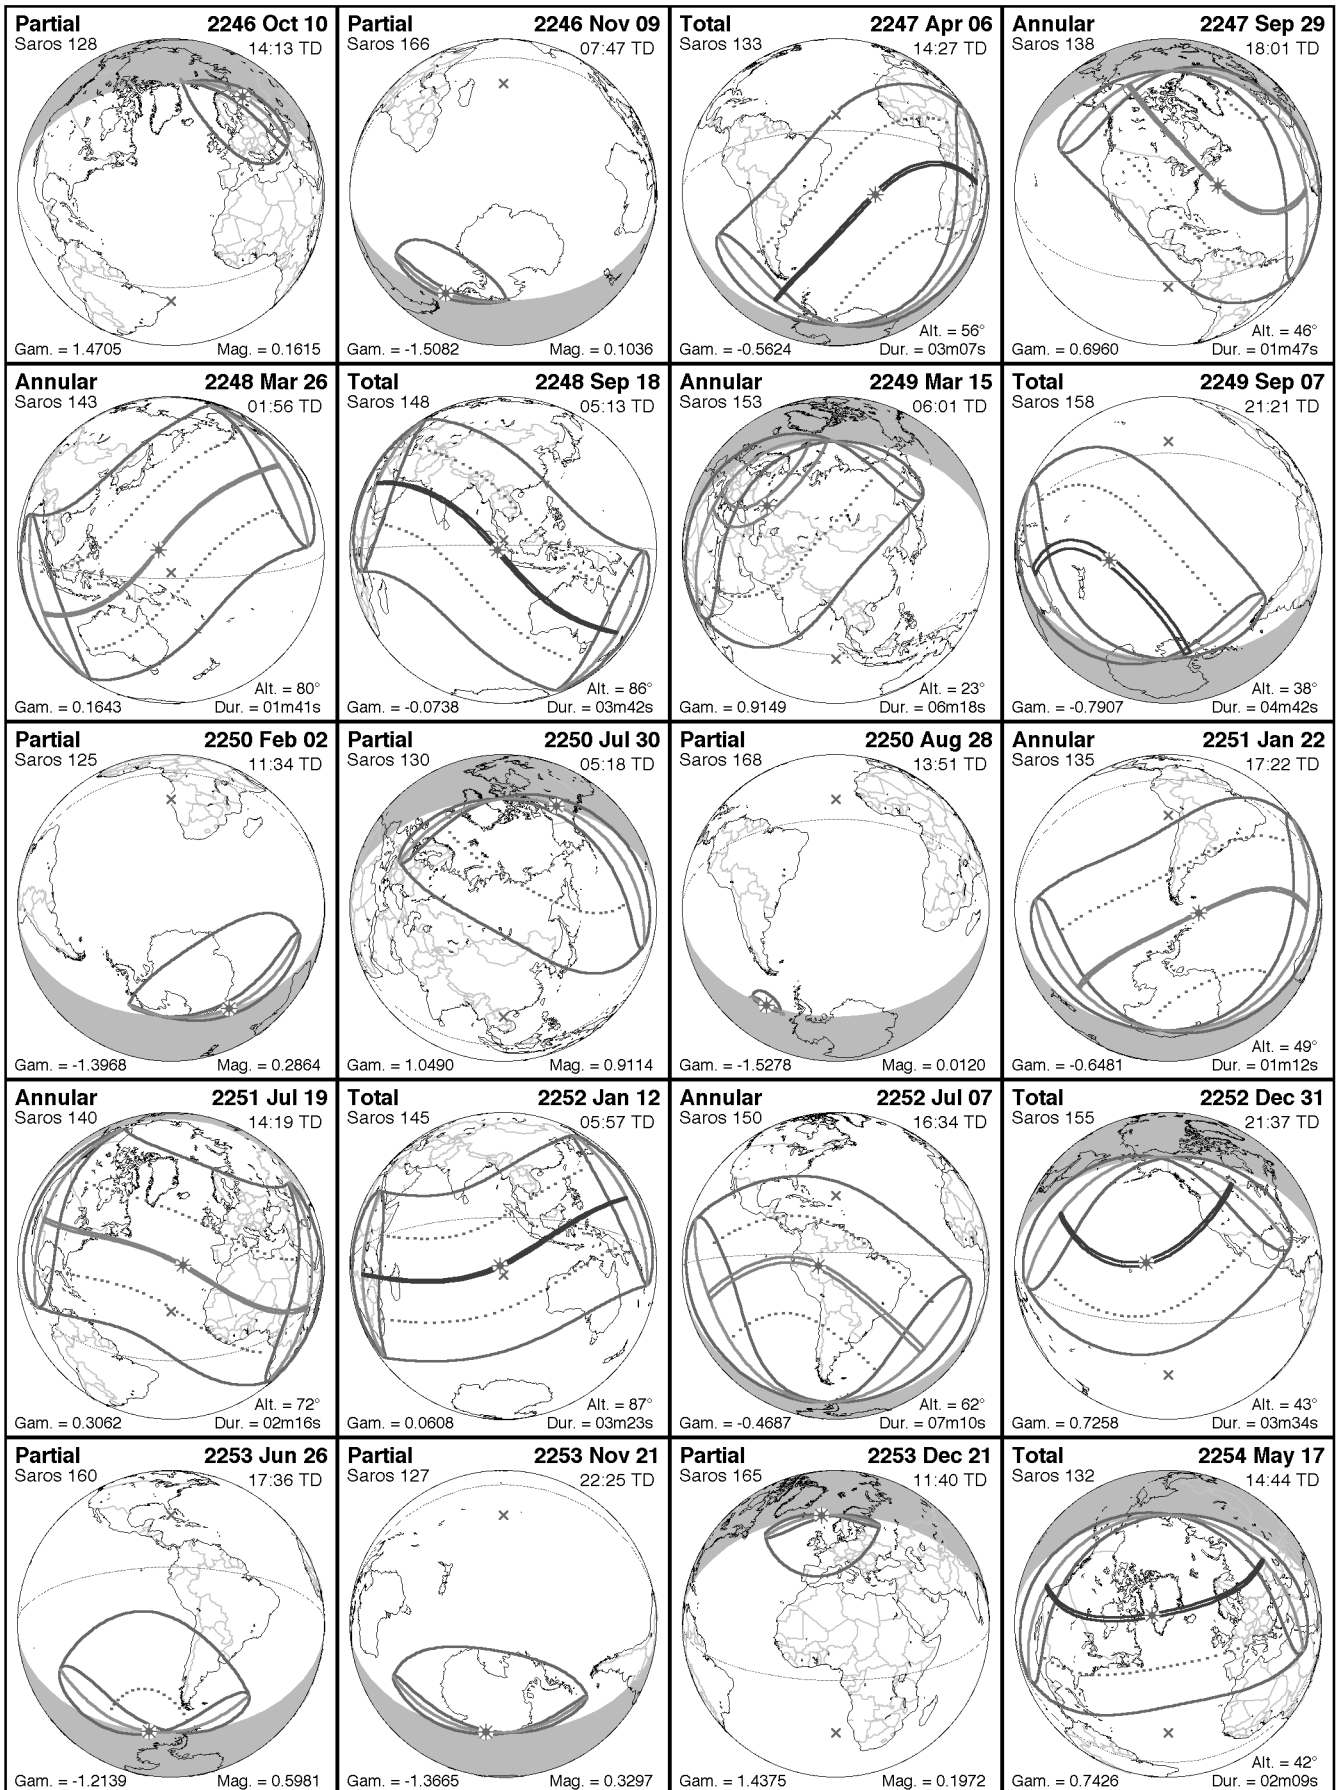 Partial 2246 Oct 10
Saros 128 14:13 TD
Gam. = 1.4705 Mag. = 0.1615
Partial 2246 Nov 09
Saros 166 07:47 TD
Gam. = -1.5082 Mag. = 0.1036
Total 2247 Apr 06
Saros 133 14:27 TD
Alt. = 56°
Gam. = -0.5624 Dur. = 03m07s
Annular 2247 Sep 29
Saros 138 18:01 TD
Alt. = 46°
Gam. = 0.6960 Dur. = 01m47s
Annular 2248 Mar 26
Saros 143 01:56 TD
Alt. = 80°
Gam. = 0.1643 Dur. = 01m41s
Total 2248 Sep 18
Saros 148 05:13 TD
Alt. = 86°
Gam. = -0.0738 Dur. = 03m42s
Annular 2249 Mar 15
Saros 153 06:01 TD
Alt. = 23°
Gam. = 0.9149 Dur. = 06m18s
Total 2249 Sep 07
Saros 158 21:21 TD
Alt. = 38°
Gam. = -0.7907 Dur. = 04m42s
Partial 2250 Feb 02
Saros 125 11:34 TD
Gam. = -1.3968 Mag. = 0.2864
Partial 2250 Jul 30
Saros 130 05:18 TD
Gam. = 1.0490 Mag. = 0.9114
Partial 2250 Aug 28
Saros 168 13:51 TD
Gam. = -1.5278 Mag. = 0.0120
Annular 2251 Jan 22
Saros 135 17:22 TD
Alt. = 49°
Gam. = -0.6481 Dur. = 01m12s
Annular 2251 Jul 19
Saros 140 14:19 TD
Alt. = 72°
Gam. = 0.3062 Dur. = 02m16s
Total 2252 Jan 12
Saros 145 05:57 TD
Alt. = 87°
Gam. = 0.0608 Dur. = 03m23s
Annular 2252 Jul 07
Saros 150 16:34 TD
Alt. = 62°
Gam. = -0.4687 Dur. = 07m10s
Total 2252 Dec 31
Saros 155 21:37 TD
Alt. = 43°
Gam. = 0.7258 Dur. = 03m34s
Partial 2253 Jun 26
Saros 160 17:36 TD
Gam. = -1.2139 Mag. = 0.5981
Partial 2253 Nov 21
Saros 127 22:25 TD
Gam. = -1.3665 Mag. = 0.3297
Partial 2253 Dec 21
Saros 165 11:40 TD
Gam. = 1.4375 Mag. = 0.1972
Total 2254 May 17
Saros 132 14:44 TD
Alt. = 42°
Gam. = 0.7426 Dur. = 02m09s